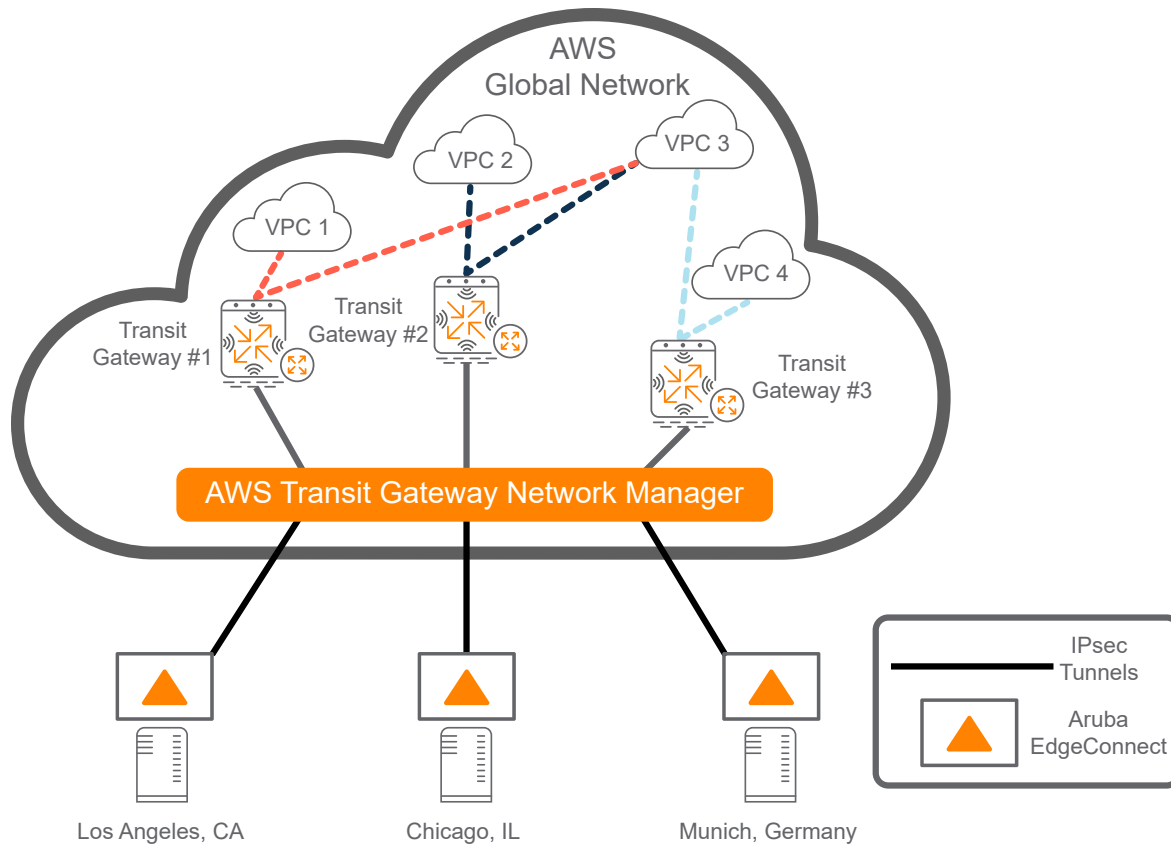 AWS
Global Network
VPC 1
VPC 2
VPC 3
VPC 4
Transit
Gateway #1
Transit
Gateway #2
Transit
Gateway #3
AWS Transit Gateway Network Manager
Los Angeles, CA
Chicago, IL
Munich, Germany
IPsec
Tunnels
Aruba
EdgeConnect